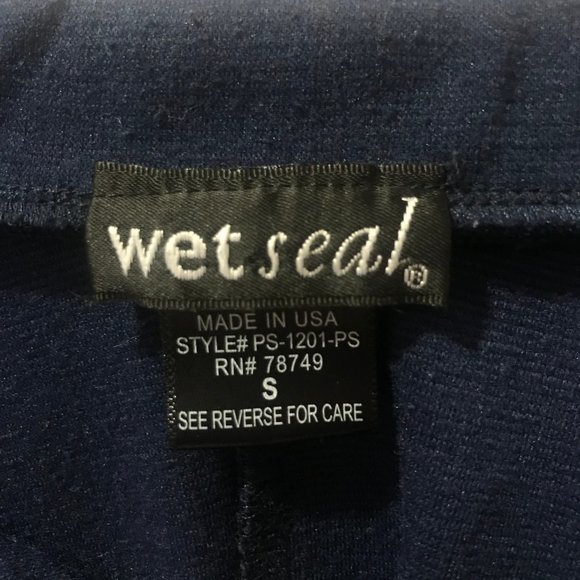 wet seal®
MADE IN USA
STYLE# PS-1201-PS
RN# 78749
S
SEE REVERSE FOR CARE